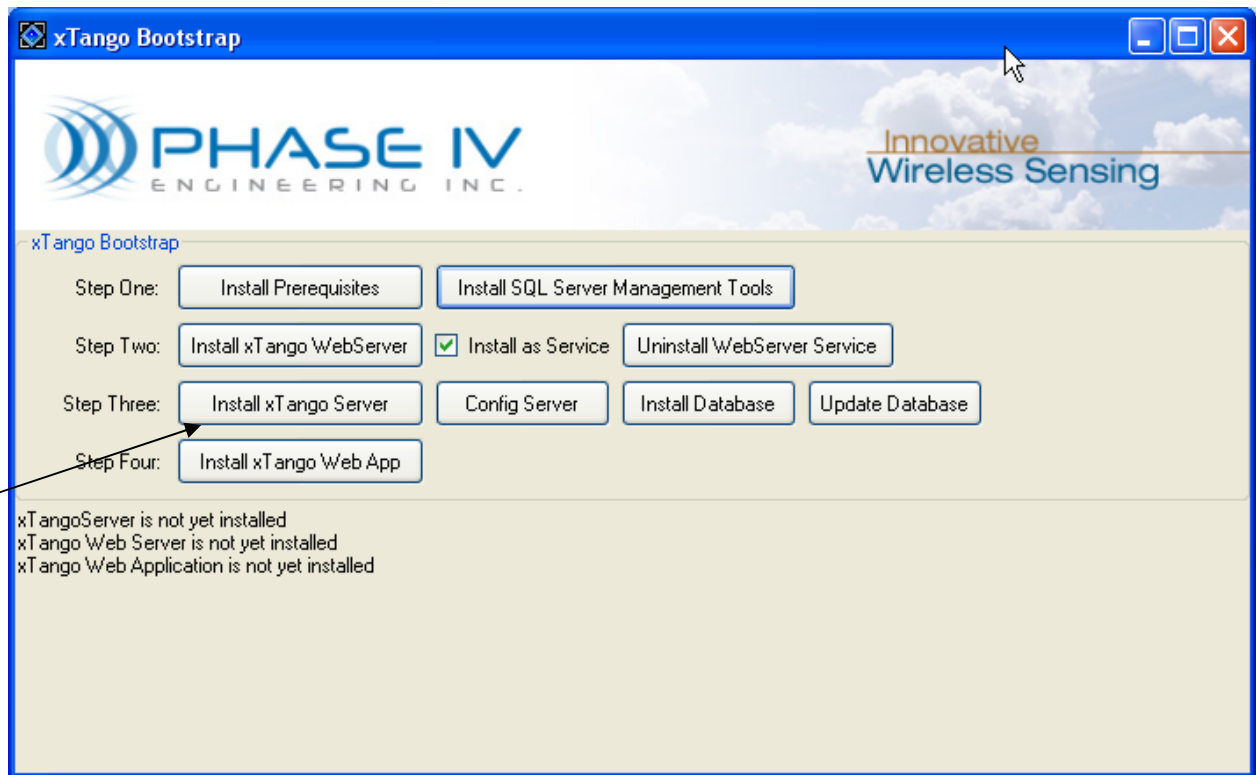 xTango Bootstrap
PHASE IV
ENGINEERING INC.
Innovative
Wireless Sensing
xTango Bootstrap
Step One: Install Prerequisites Install SQL Server Management Tools
Step Two: Install xTango WebServer Install as Service Uninstall WebServer Service
Step Three: Install xTango Server Config Server Install Database Update Database
Step Four: Install xTango Web App
xTangoServer is not yet installed
xTango Web Server is not yet installed
xTango Web Application is not yet installed